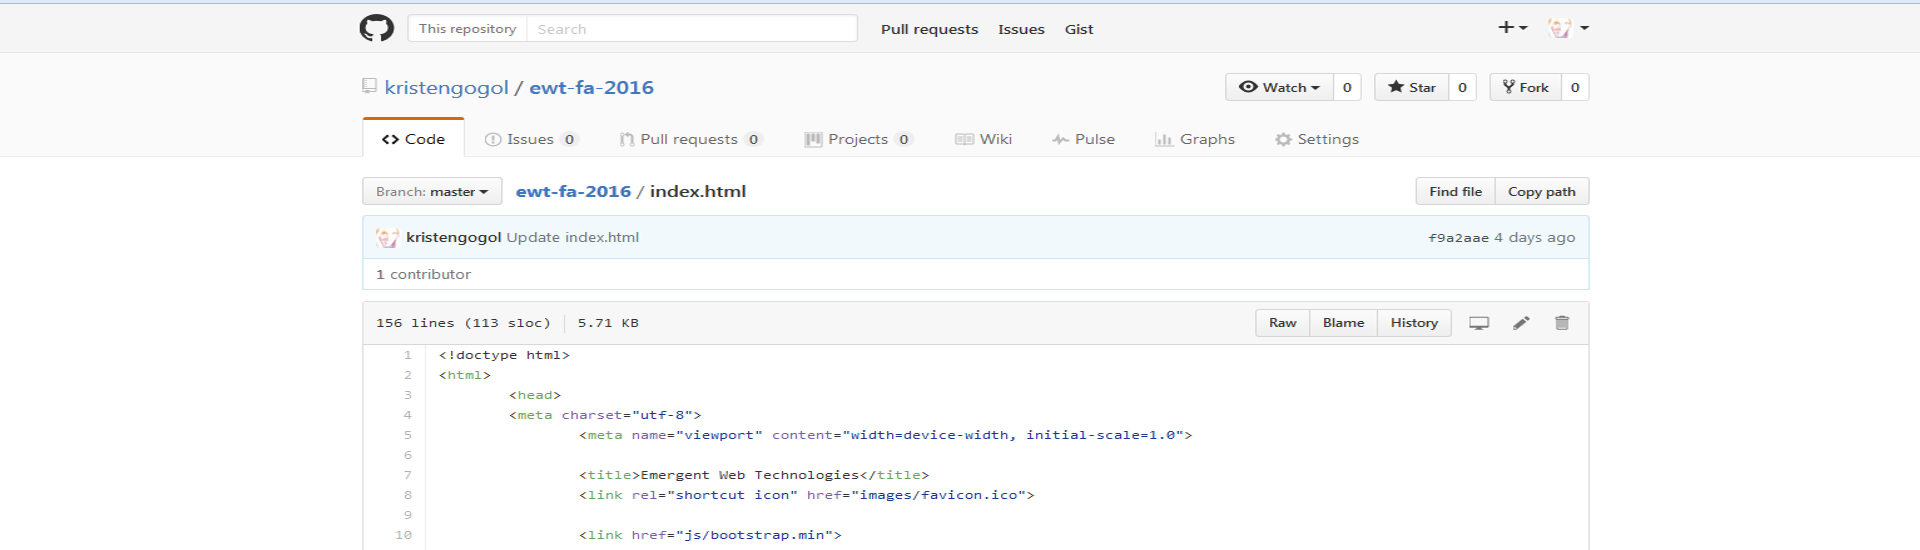 This repository Search Pull requests Issues Gist
kristengogol / ewt-fa-2016 Watch 0 Star 0 Fork 0
Code Issues 0 Pull requests 0 Projects 0 Wiki Pulse Graphs Settings
Branch: master ewt-fa-2016 / index.html Find file Copy path
kristengogol Update index.html f9a2aae 4 days ago
1 contributor
156 lines (113 sloc) 5.71 KB Raw Blame History
1 <!doctype html>
2 <html>
3 <head>
4 <meta charset="utf-8">
5 <meta name="viewport" content="width=device-width, initial-scale=1.0">
6
7 <title>Emergent Web Technologies</title>
8 <link rel="shortcut icon" href="images/favicon.ico">
9
10 <link href="js/bootstrap.min">